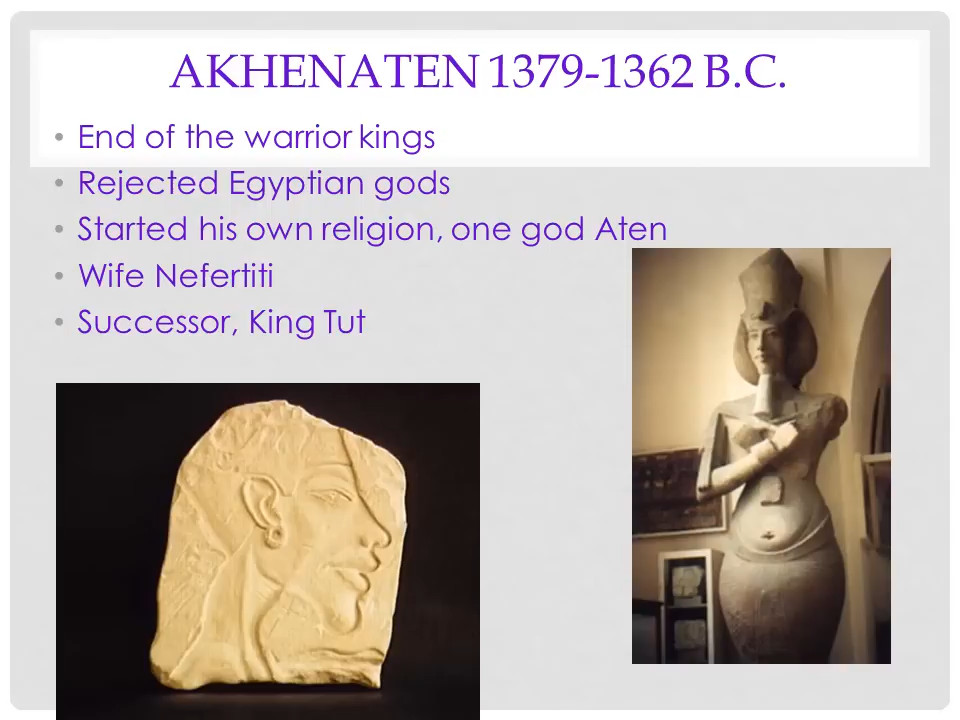 AKHENATEN 1379-1362 B.C.
• End of the warrior kings
• Rejected Egyptian gods
• Started his own religion, one god Aten
• Wife Nefertiti
• Successor, King Tut